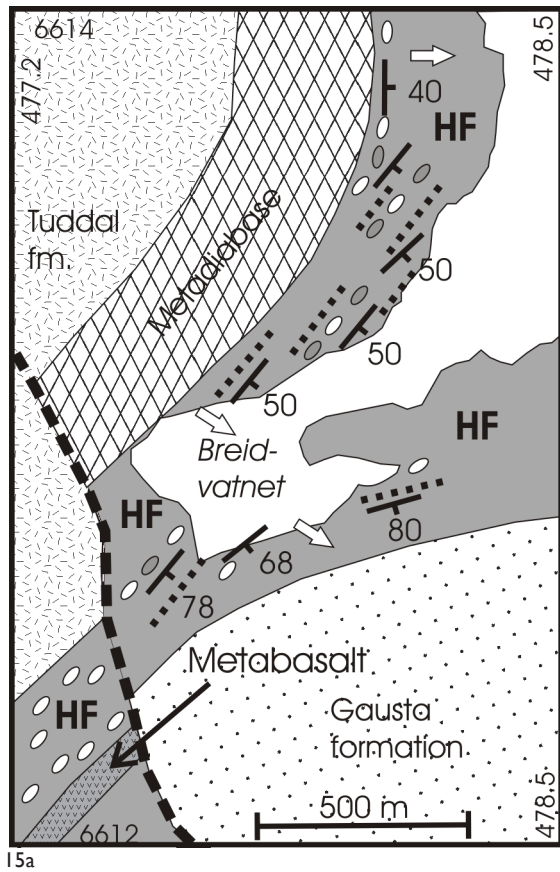 6614
477.2
478.5
40
HF
Tuddal
fm.
Metadiabase
50
50
50
HF
Breid-
vatnet
HF
80
68
78
Metabasalt
HF
Gausta
formation
500 m
478.5
6612
15a